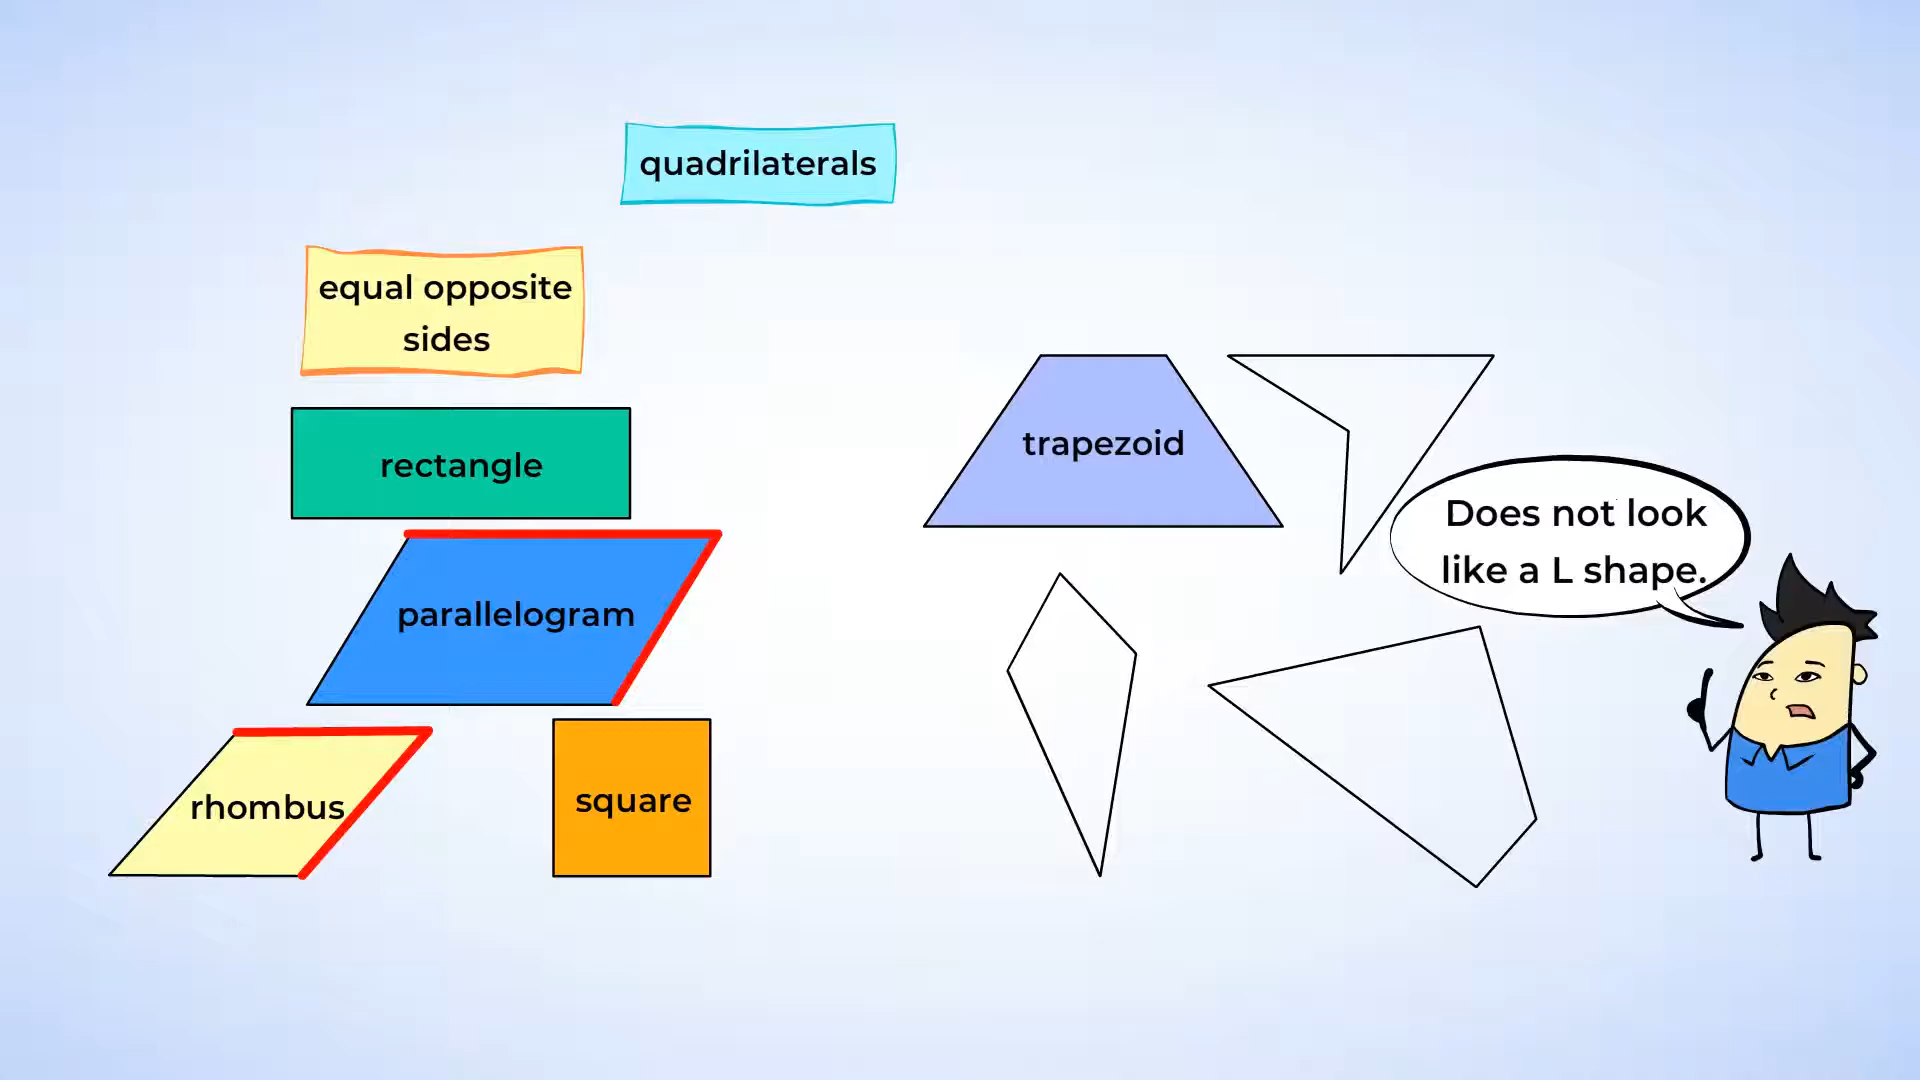 quadrilaterals
equal opposite
sides
rectangle
parallelogram
rhombus
square
trapezoid
Does not look
like a L shape.